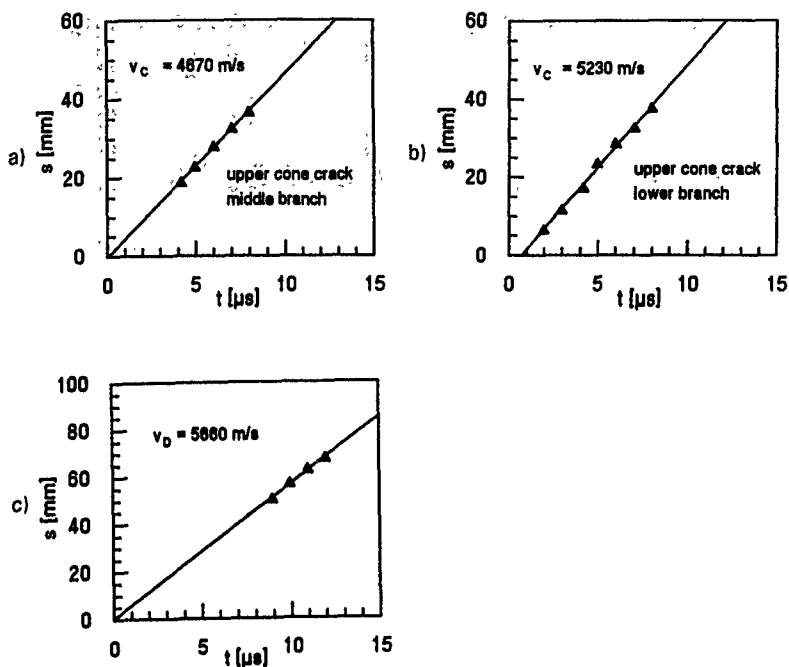 a)
s [mm]
60
40
20
0
v_C = 4670 m/s
upper cone crack
middle branch
0 5 10 15
t [µs]
b)
s [mm]
60
40
20
0
v_C = 5230 m/s
upper cone crack
lower branch
0 5 10 15
t [µs]
c)
s [mm]
100
80
60
40
20
0
v_D = 5660 m/s
0 5 10 15
t [µs]